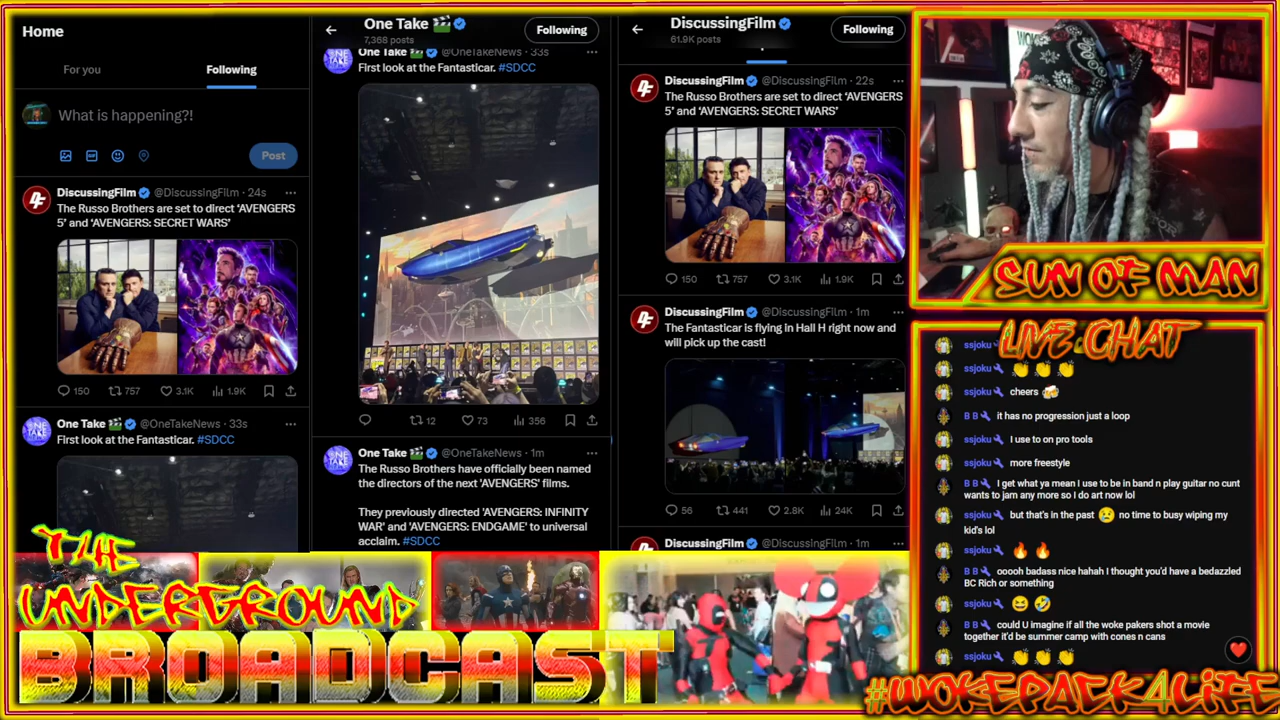 Home
For you
Following
What is happening?!
Post
DiscussingFilm @DiscussingFilm · 24s
The Russo Brothers are set to direct ‘AVENGERS
5’ and ‘AVENGERS: SECRET WARS’
150 757 3.1K 1.9K
One Take @OneTakeNews · 33s
First look at the Fantasticar. #SDCC
One Take
7,368 posts
Following
One Take @OneTakeNews · 33s
First look at the Fantasticar. #SDCC
12 73 356
One Take @OneTakeNews · 1m
The Russo Brothers have officially been named
the directors of the next 'AVENGERS' films.
They previously directed 'AVENGERS: INFINITY
WAR' and 'AVENGERS: ENDGAME' to universal
acclaim. #SDCC
DiscussingFilm
61.9K posts
Following
DiscussingFilm @DiscussingFilm · 22s
The Russo Brothers are set to direct ‘AVENGERS
5’ and ‘AVENGERS: SECRET WARS’
150 757 3.1K 1.9K
DiscussingFilm @DiscussingFilm · 1m
The Fantasticar is flying in Hall H right now and
will pick up the cast!
56 441 2.8K 24K
DiscussingFilm @DiscussingFilm · 1m
SUN OF MAN
LIVE CHAT
ssjoku
ssjoku 👏 👏 👏
ssjoku cheers 🍻
B B it has no progression just a loop
ssjoku I use to on pro tools
ssjoku more freestyle
B B I get what ya mean I use to be in band n play guitar no cunt
wants to jam any more so I do art now lol
ssjoku but that's in the past 😢 no time to busy wiping my
kid's lol
ssjoku 🔥 🔥
B B ooooh badass nice hahah I thought you'd have a bedazzled
BC Rich or something
ssjoku 😆 🤣
B B could U imagine if all the woke pakers shot a movie
together it'd be summer camp with cones n cans
ssjoku 👏 👏 👏
THE
UNDERGROUND
BROADCAST
#WOKEPACK4LIFE